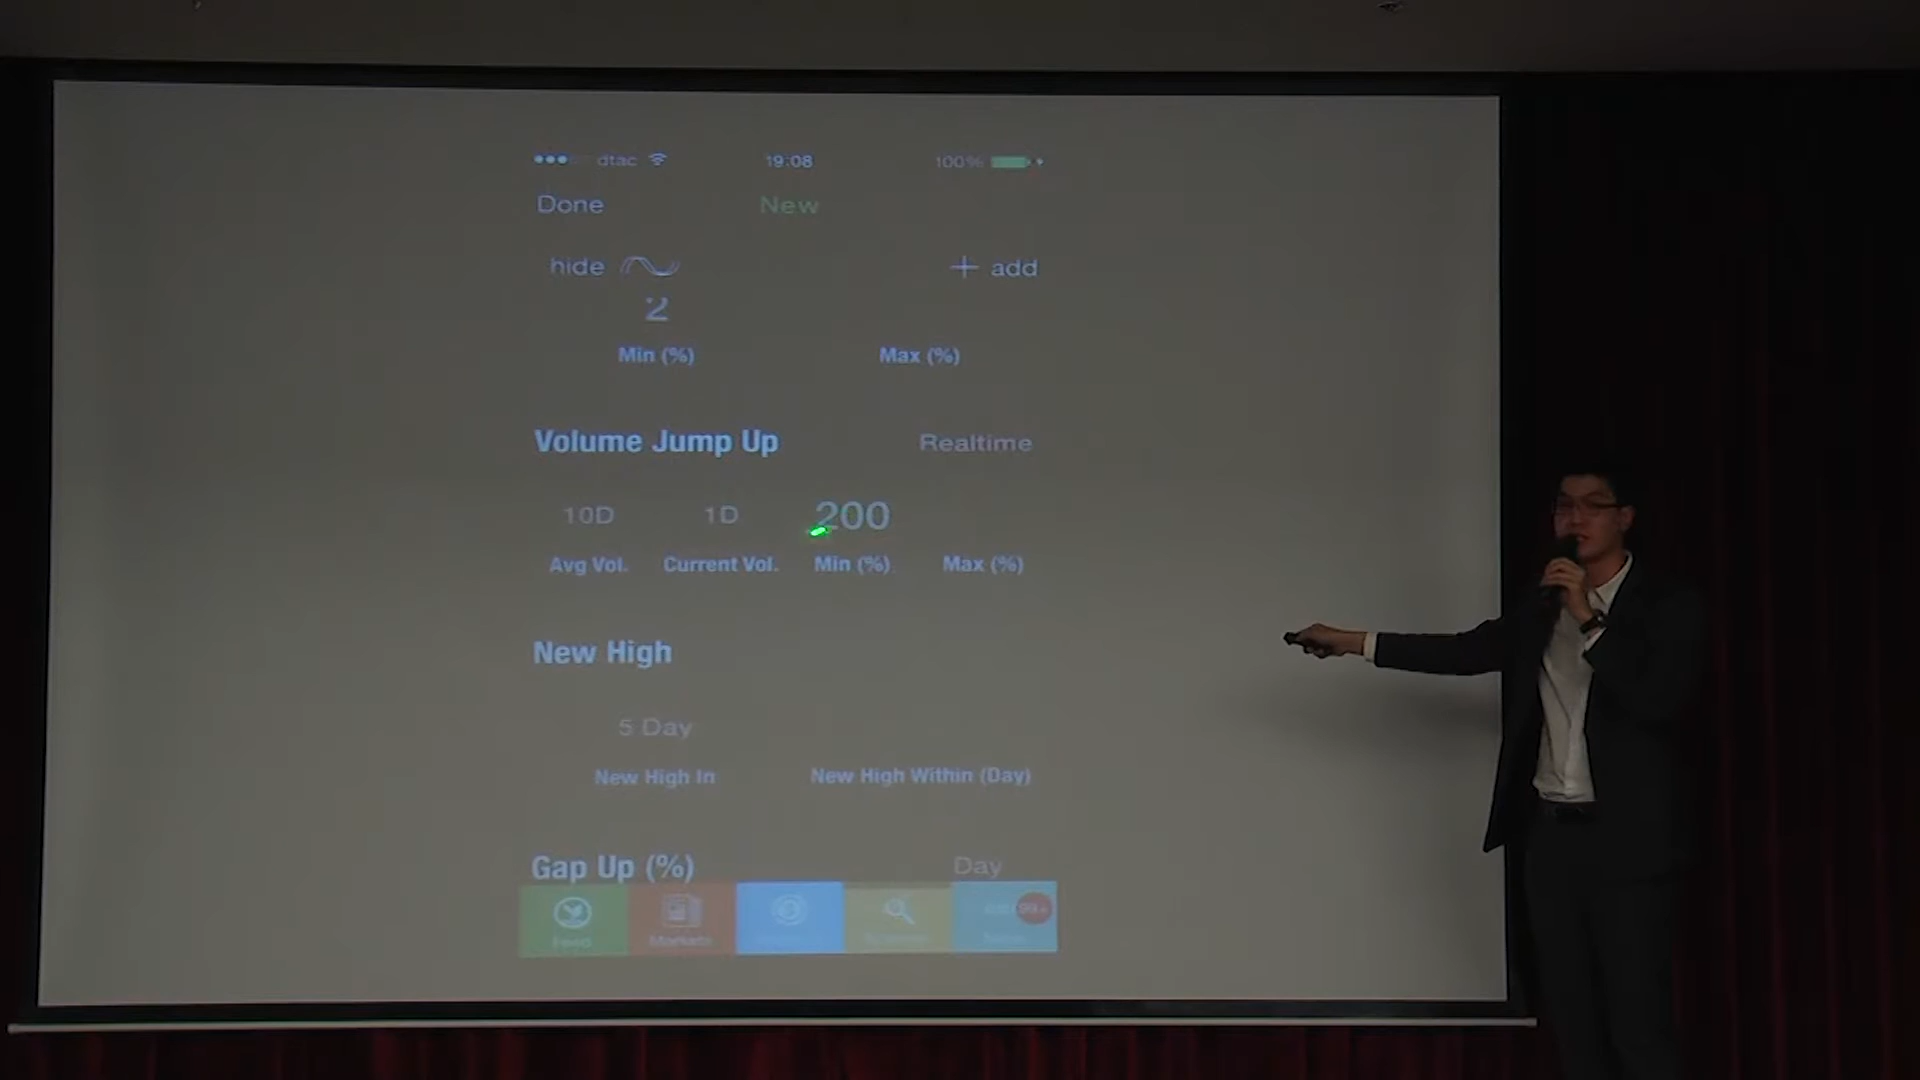 dtac 19:08 100%
Done New
hide + add
2
Min (%) Max (%)
Volume Jump Up Realtime
10D 1D 200
Avg Vol. Current Vol. Min (%) Max (%)
New High
5 Day
New High In New High Within (Day)
Gap Up (%) Day
99+
Feed Markets